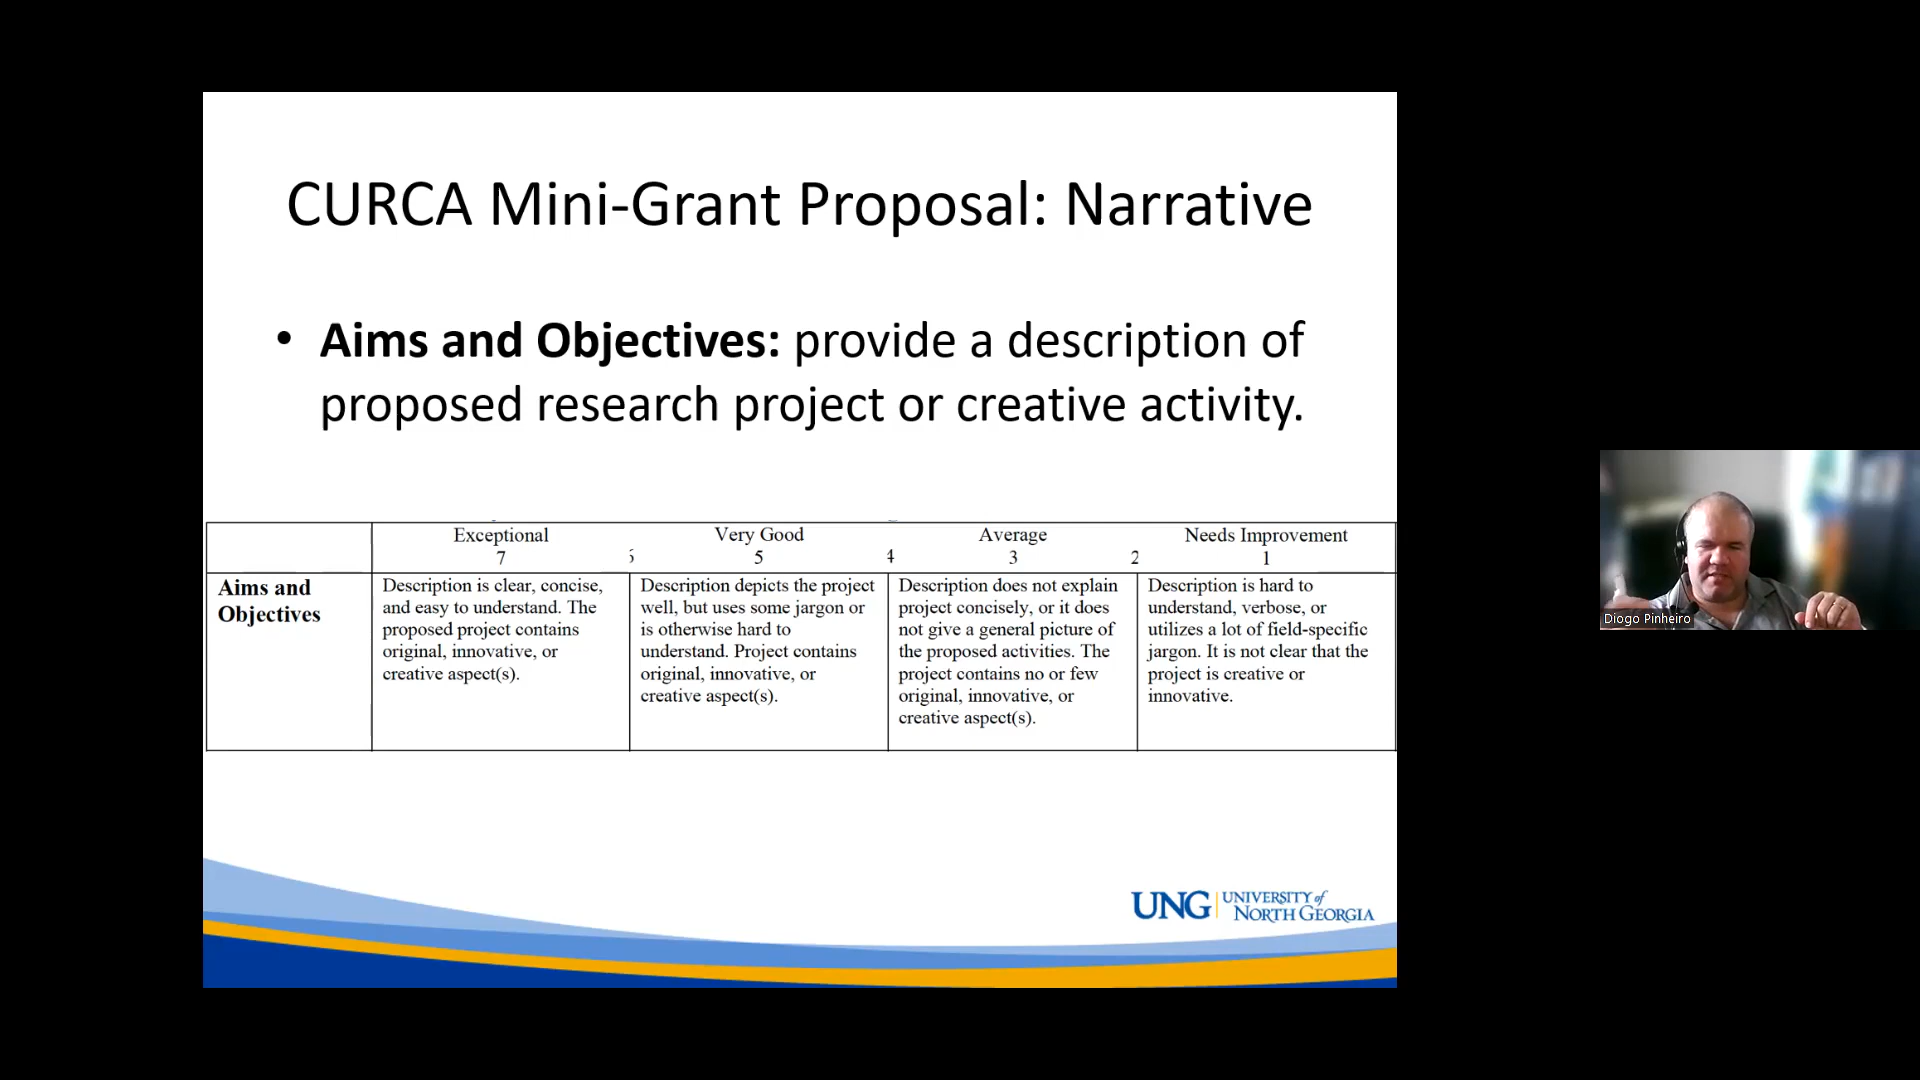 CURCA Mini-Grant Proposal: Narrative
• Aims and Objectives: provide a description of
proposed research project or creative activity.
Exceptional
7
6
Very Good
5
4
Average
3
2
Needs Improvement
1
Aims and
Objectives
Description is clear, concise,
and easy to understand. The
proposed project contains
original, innovative, or
creative aspect(s).
Description depicts the project
well, but uses some jargon or
is otherwise hard to
understand. Project contains
original, innovative, or
creative aspect(s).
Description does not explain
project concisely, or it does
not give a general picture of
the proposed activities. The
project contains no or few
original, innovative, or
creative aspect(s).
Description is hard to
understand, verbose, or
utilizes a lot of field-specific
jargon. It is not clear that the
project is creative or
innovative.
UNG
UNIVERSITY of
NORTH GEORGIA
Diogo Pinheiro